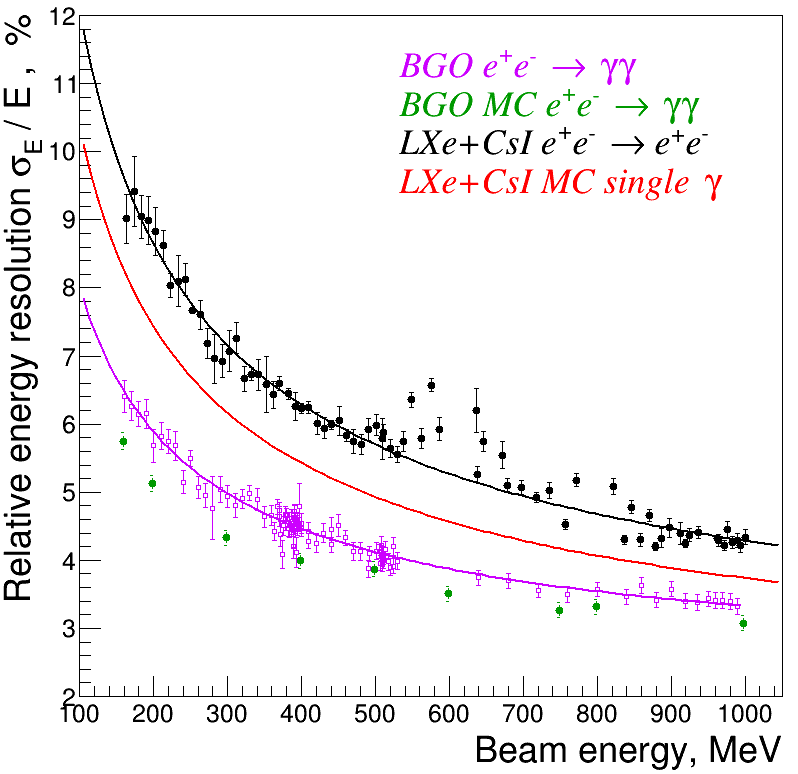 12
11
10
9
8
7
6
5
4
3
2
Relative energy resolution σ_E / E , %
BGO e⁺e⁻ → γγ
BGO MC e⁺e⁻ → γγ
LXe+CsI e⁺e⁻ → e⁺e⁻
LXe+CsI MC single γ
100 200 300 400 500 600 700 800 900 1000
Beam energy, MeV